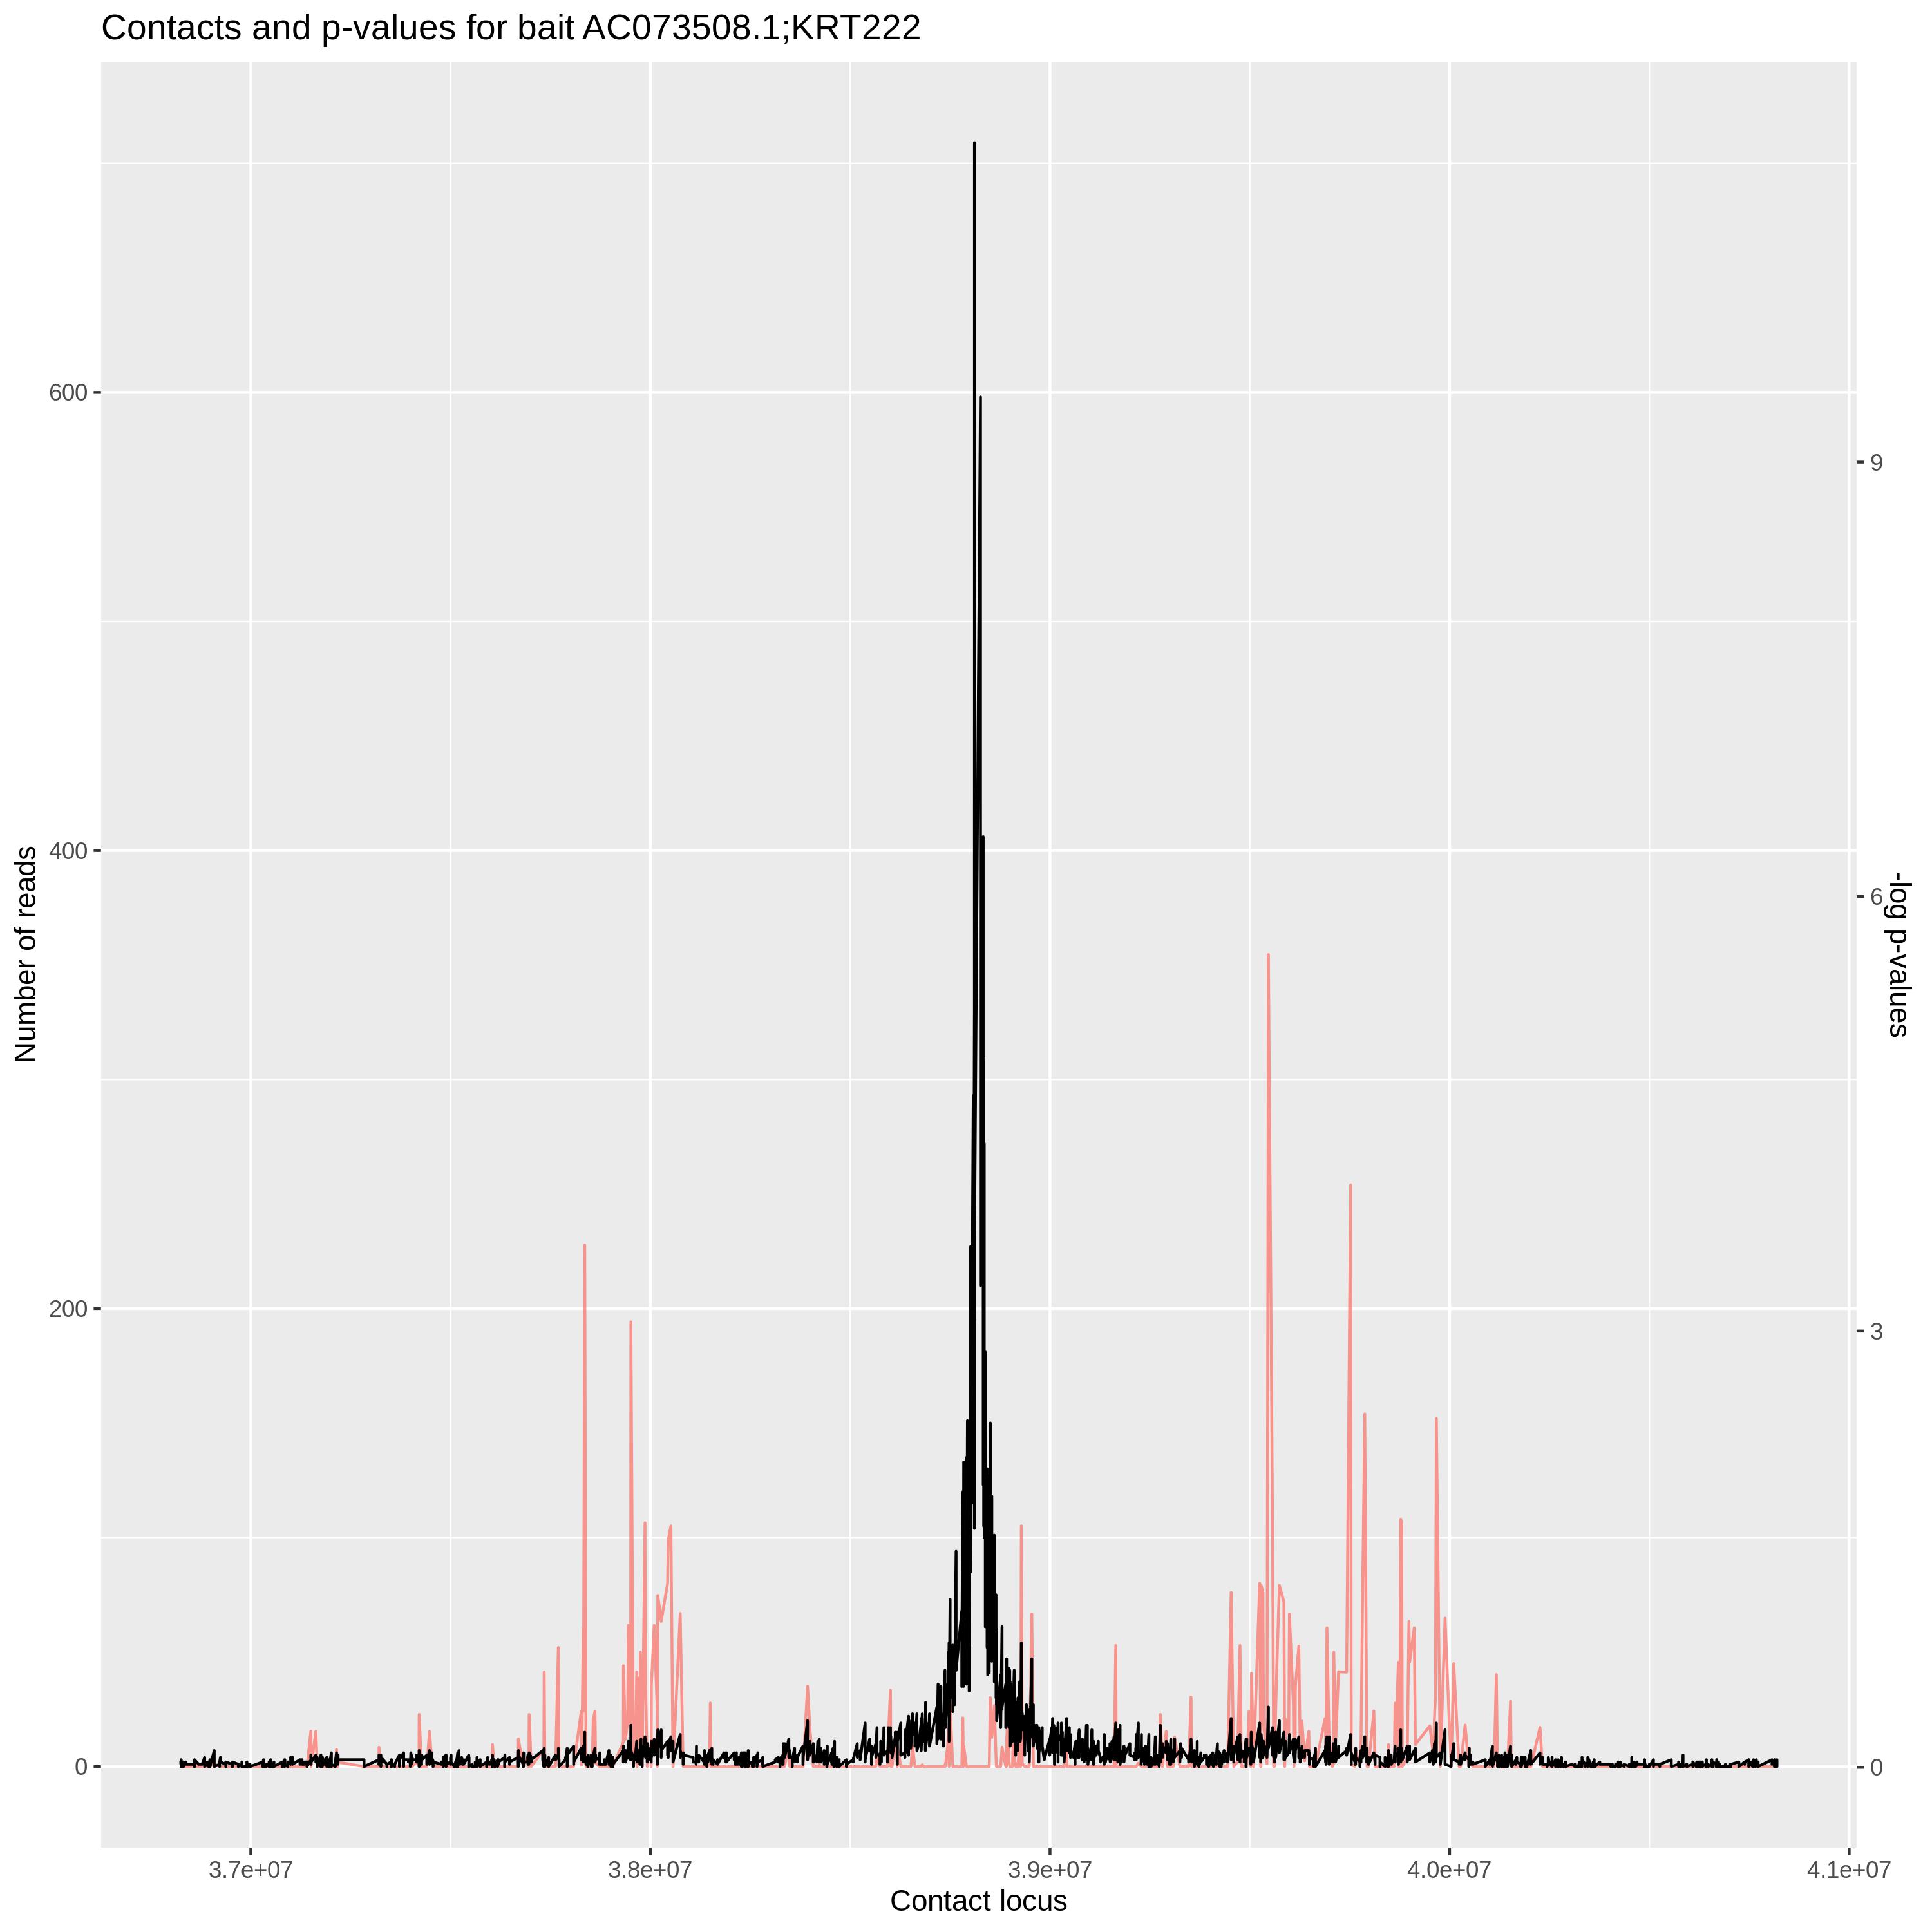 Contacts and p-values for bait AC073508.1;KRT222
Number of reads
600
400
200
0
9
6
3
0
-log p-values
3.7e+07
3.8e+07
3.9e+07
4.0e+07
4.1e+07
Contact locus